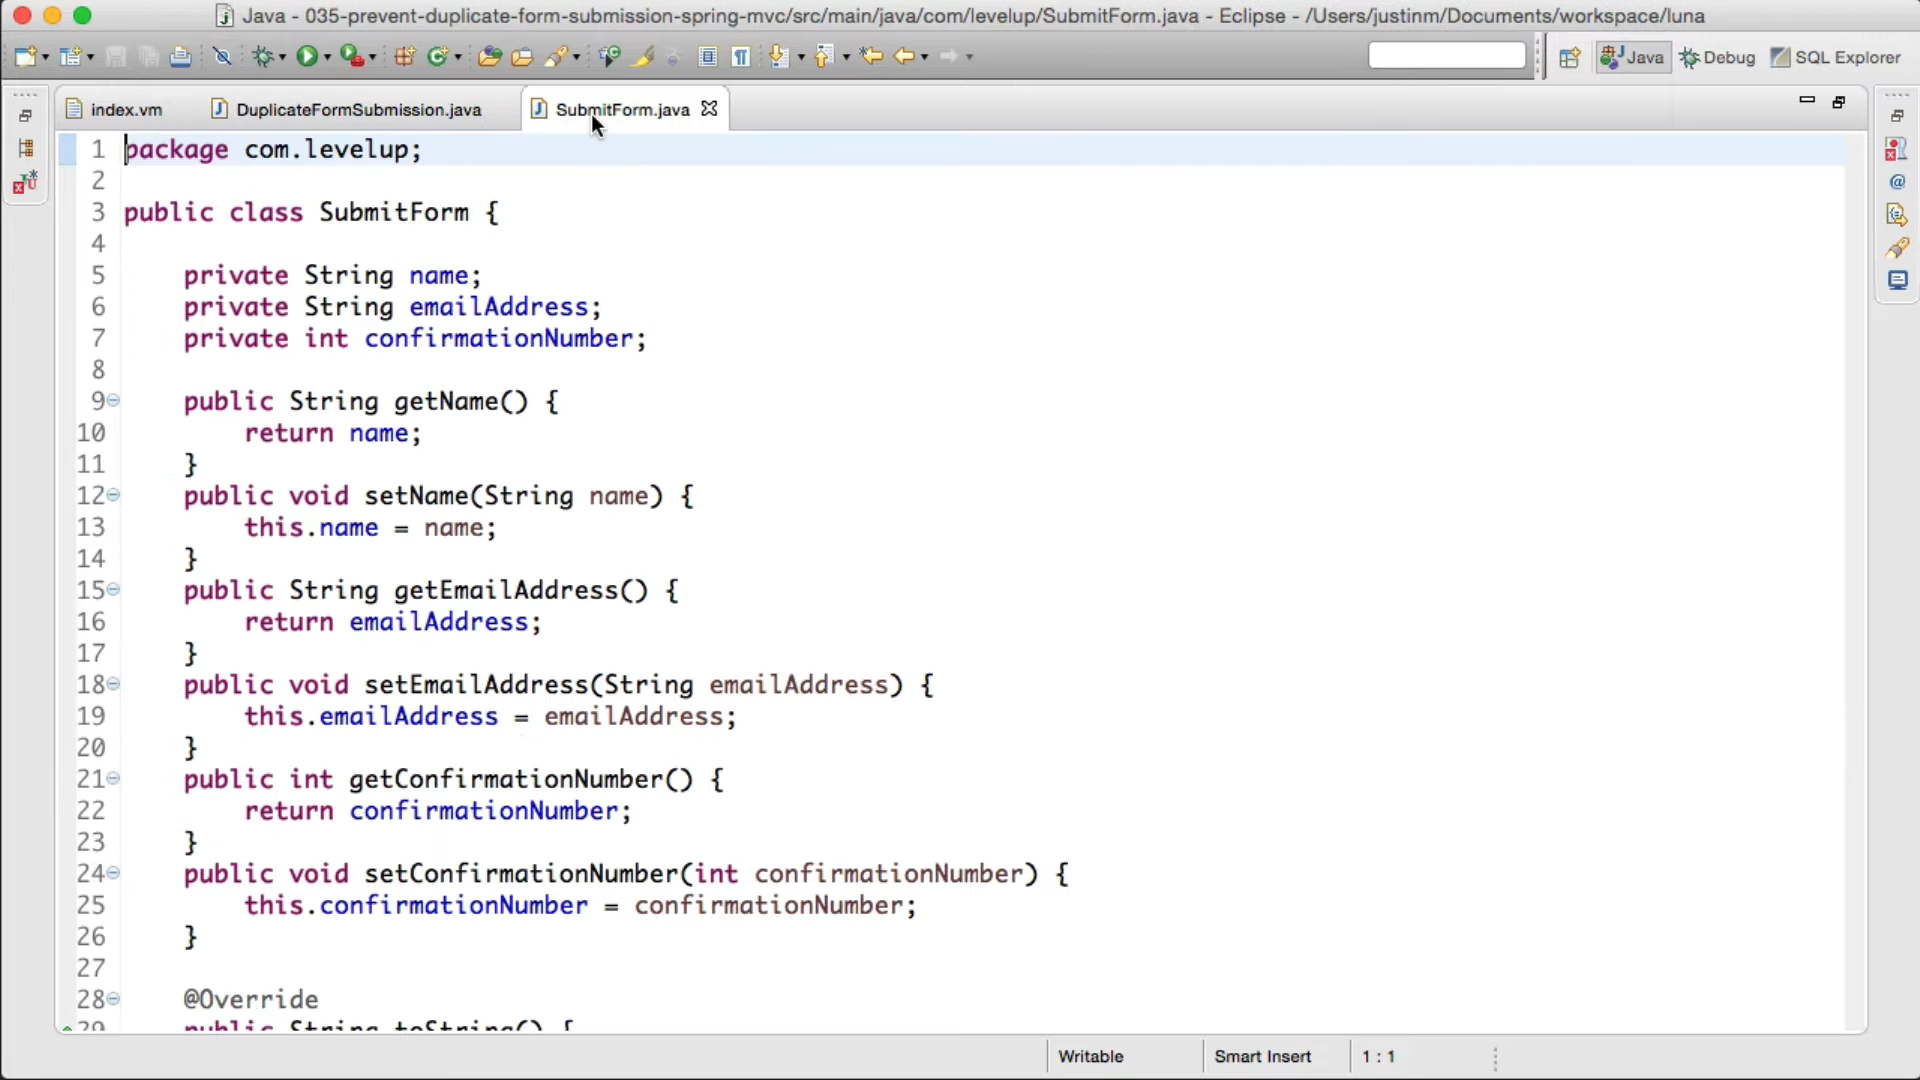 Java - 035-prevent-duplicate-form-submission-spring-mvc/src/main/java/com/levelup/SubmitForm.java - Eclipse - /Users/justinm/Documents/workspace/luna
Java Debug SQL Explorer
index.vm DuplicateFormSubmission.java SubmitForm.java
1 package com.levelup;
2
3 public class SubmitForm {
4
5 private String name;
6 private String emailAddress;
7 private int confirmationNumber;
8
9 public String getName() {
10 return name;
11 }
12 public void setName(String name) {
13 this.name = name;
14 }
15 public String getEmailAddress() {
16 return emailAddress;
17 }
18 public void setEmailAddress(String emailAddress) {
19 this.emailAddress = emailAddress;
20 }
21 public int getConfirmationNumber() {
22 return confirmationNumber;
23 }
24 public void setConfirmationNumber(int confirmationNumber) {
25 this.confirmationNumber = confirmationNumber;
26 }
27
28 @Override
29 public String toString() {
Writable Smart Insert 1 : 1